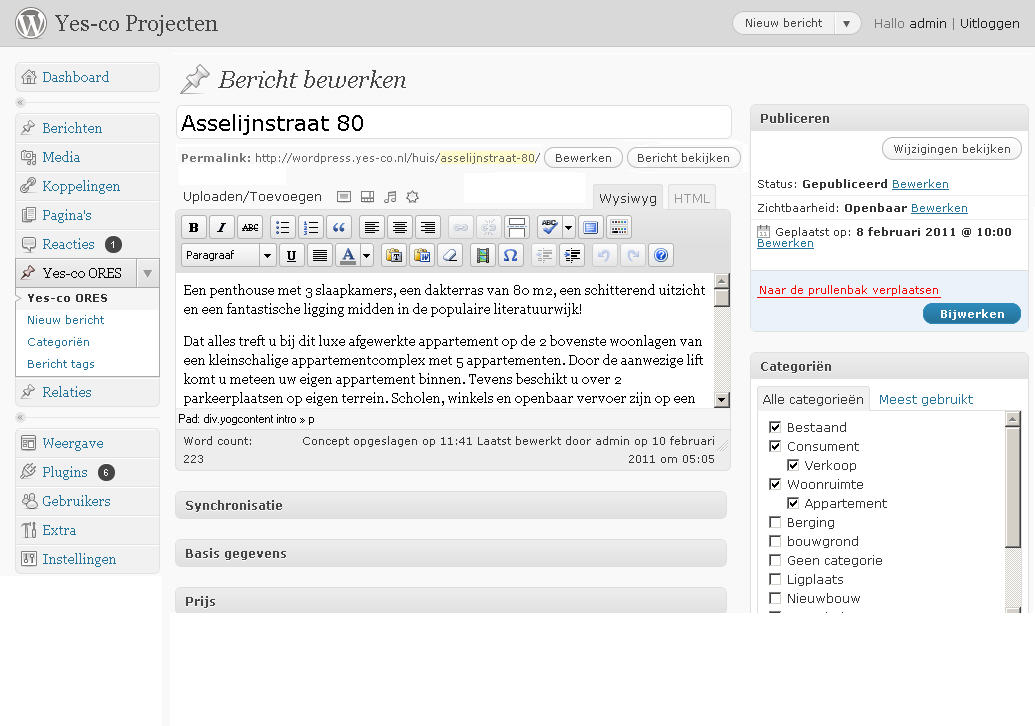 Yes-co Projecten
Nieuw bericht
Hallo admin | Uitloggen
Dashboard
«
Berichten
Media
Koppelingen
Pagina's
Reacties 1
Yes-co ORES
Yes-co ORES
Nieuw bericht
Categoriën
Bericht tags
Relaties
«
Weergave
Plugins 6
Gebruikers
Extra
Instellingen
Bericht bewerken
Asselijnstraat 80
Permalink: http://wordpress.yes-co.nl/huis/asselijnstraat-80/ Bewerken Bericht bekijken
Uploaden/Toevoegen
Wysiwyg HTML
B I ABC ABC
Paragraaf U A Ω
Een penthouse met 3 slaapkamers, een dakterras van 80 m2, een schitterend uitzicht
en een fantastische ligging midden in de populaire literatuurwijk!
Dat alles treft u bij dit luxe afgewerkte appartement op de 2 bovenste woonlagen van
een kleinschalige appartementcomplex met 5 appartementen. Door de aanwezige lift
komt u meteen uw eigen appartement binnen. Tevens beschikt u over 2
parkeerplaatsen op eigen terrein. Scholen, winkels en openbaar vervoer zijn op een
Pad: div.yogcontent intro » p
Word count: Concept opgeslagen op 11:41 Laatst bewerkt door admin op 10 februari
223 2011 om 05:05
Synchronisatie
Basis gegevens
Prijs
Publiceren
Wijzigingen bekijken
Status: Gepubliceerd Bewerken
Zichtbaarheid: Openbaar Bewerken
Geplaatst op: 8 februari 2011 @ 10:00
Bewerken
Naar de prullenbak verplaatsen
Bijwerken
Categoriën
Alle categorieën Meest gebruikt
Bestaand
Consument
Verkoop
Woonruimte
Appartement
Berging
bouwgrond
Geen categorie
Ligplaats
Nieuwbouw